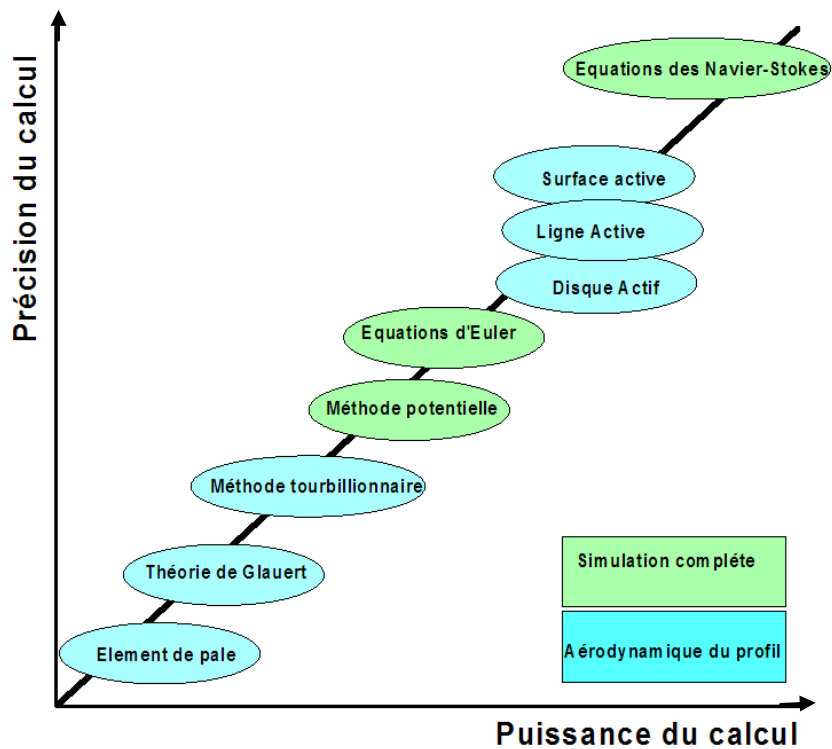 Précision du calcul
Equations des Navier-Stokes
Surface active
Ligne Active
Disque Actif
Equations d'Euler
Méthode potentielle
Méthode tourbillionnaire
Théorie de Glauert
Element de pale
Simulation compléte
Aérodynamique du profil
Puissance du calcul